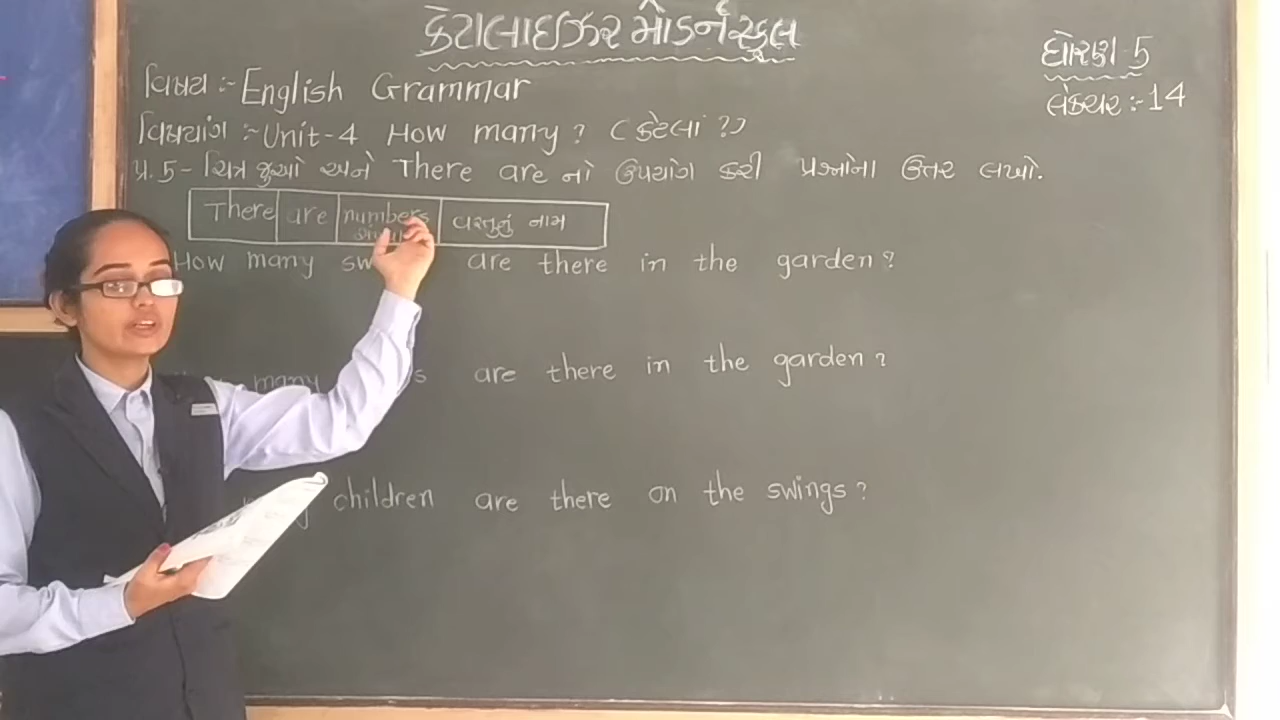 કેટાલાઇઝર મોડર્ન સ્કુલ
ધોરણ 5
વિષય :- English Grammar
લેક્ચર :- 14
વિષયાંગ :- Unit-4 How many? (કેટલાં ?)
પ્ર. 5 - ચિત્ર જુઓ અને There are નો ઉપયોગ કરી પ્રશ્નોના ઉત્તર લખો.
There are numbers વસ્તુનું નામ
How many are there in the garden?
many are there in the garden?
children are there on the swings?